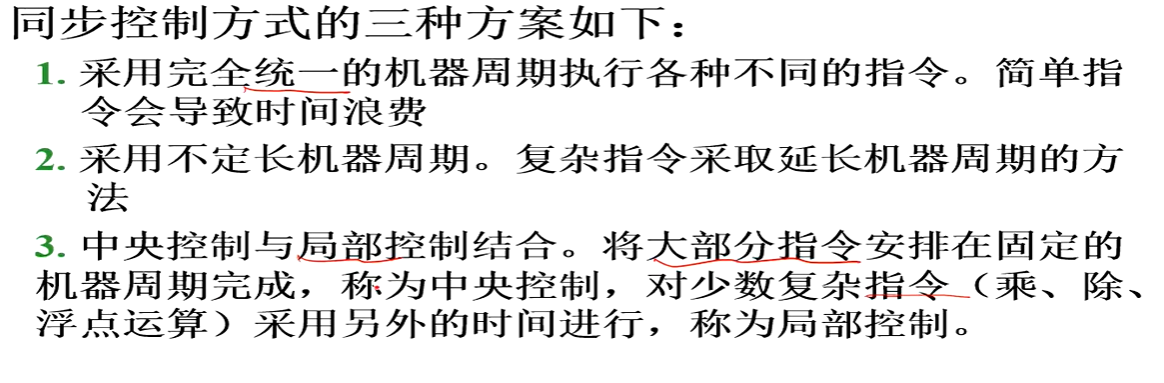 同步控制方式的三种方案如下：
1. 采用完全统一的机器周期执行各种不同的指令。简单指
令会导致时间浪费
2. 采用不定长机器周期。复杂指令采取延长机器周期的方
法
3. 中央控制与局部控制结合。将大部分指令安排在固定的
机器周期完成，称为中央控制，对少数复杂指令（乘、除、
浮点运算）采用另外的时间进行，称为局部控制。